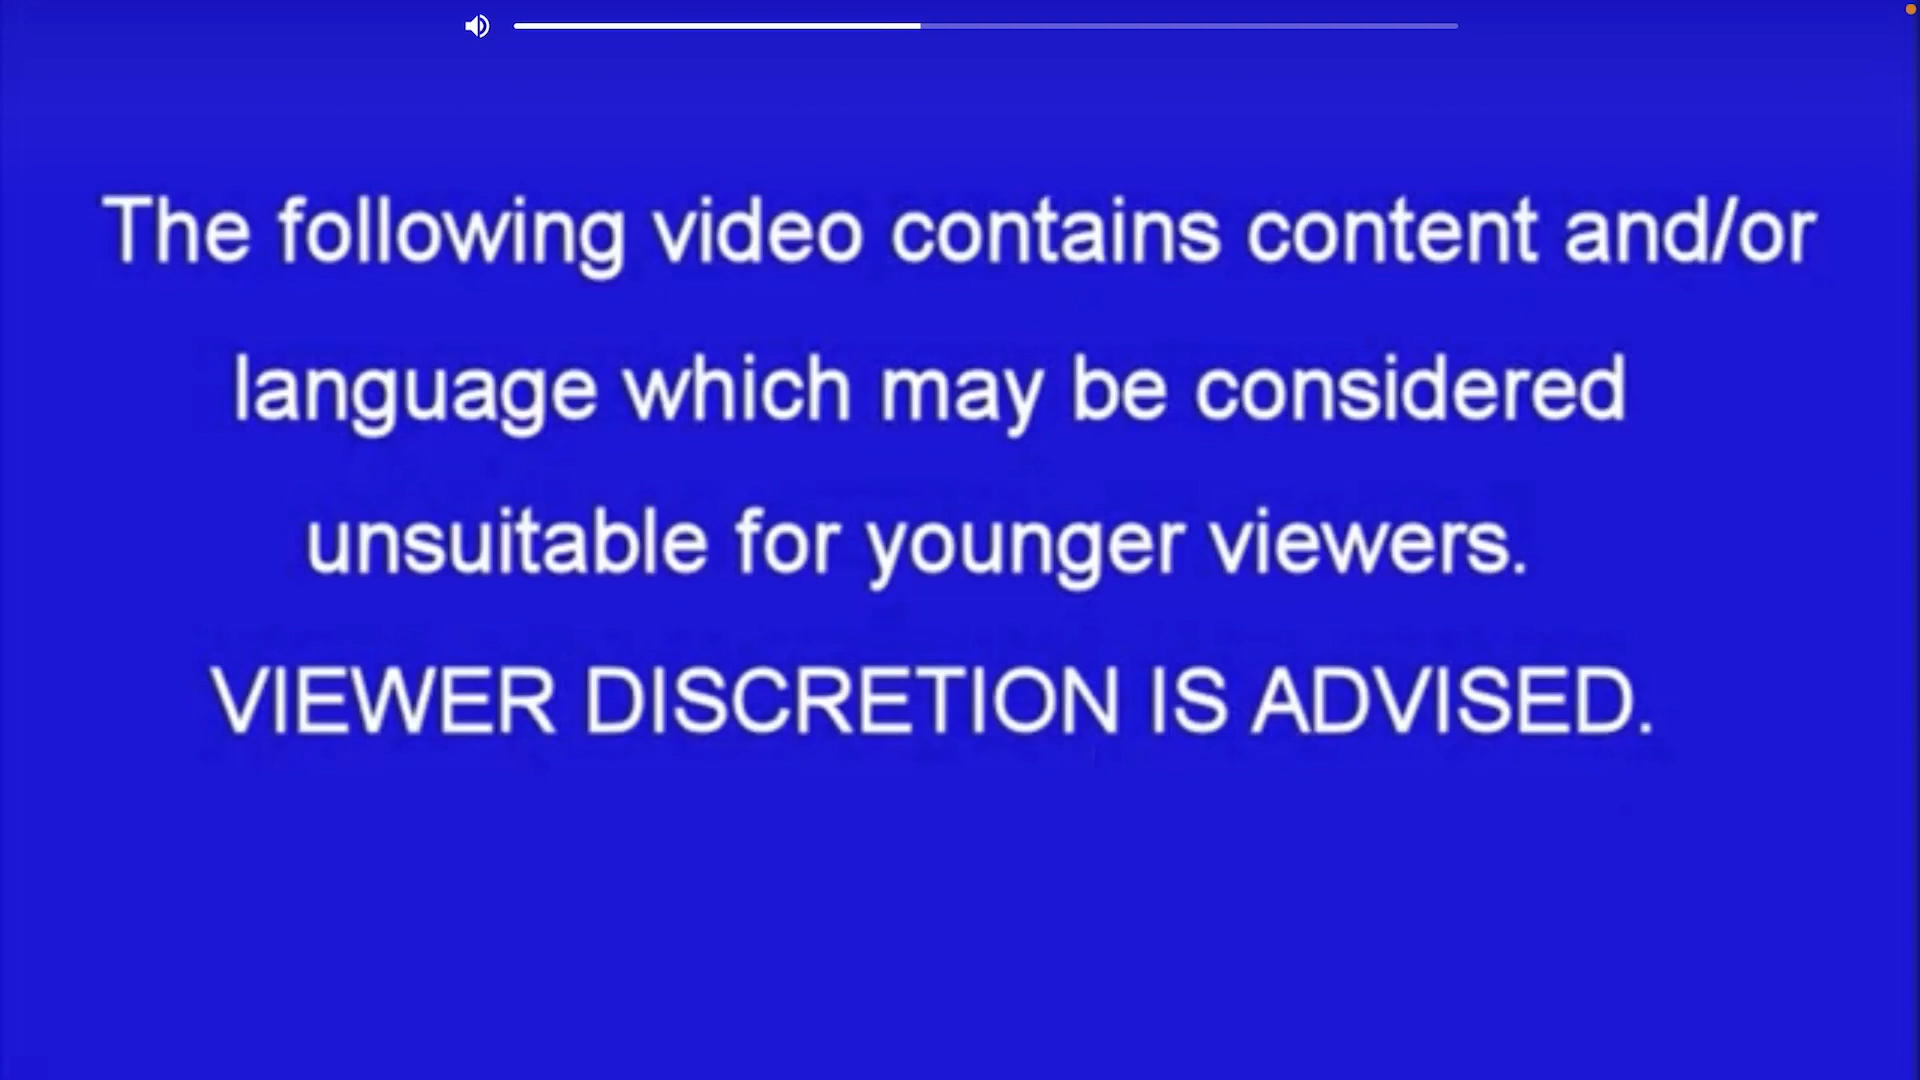 The following video contains content and/or
language which may be considered
unsuitable for younger viewers.
VIEWER DISCRETION IS ADVISED.